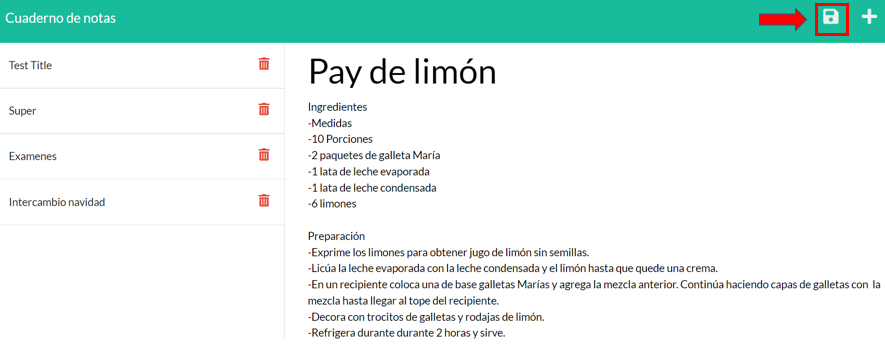 Cuaderno de notas
Test Title
Super
Examenes
Intercambio navidad
Pay de limón
Ingredientes
-Medidas
-10 Porciones
-2 paquetes de galleta María
-1 lata de leche evaporada
-1 lata de leche condensada
-6 limones
Preparación
-Exprime los limones para obtener jugo de limón sin semillas.
-Licúa la leche evaporada con la leche condensada y el limón hasta que quede una crema.
-En un recipiente coloca una de base galletas Marías y agrega la mezcla anterior. Continúa haciendo capas de galletas con la
mezcla hasta llegar al tope del recipiente.
-Decora con trocitos de galletas y rodajas de limón.
-Refrigera durante durante 2 horas y sirve.